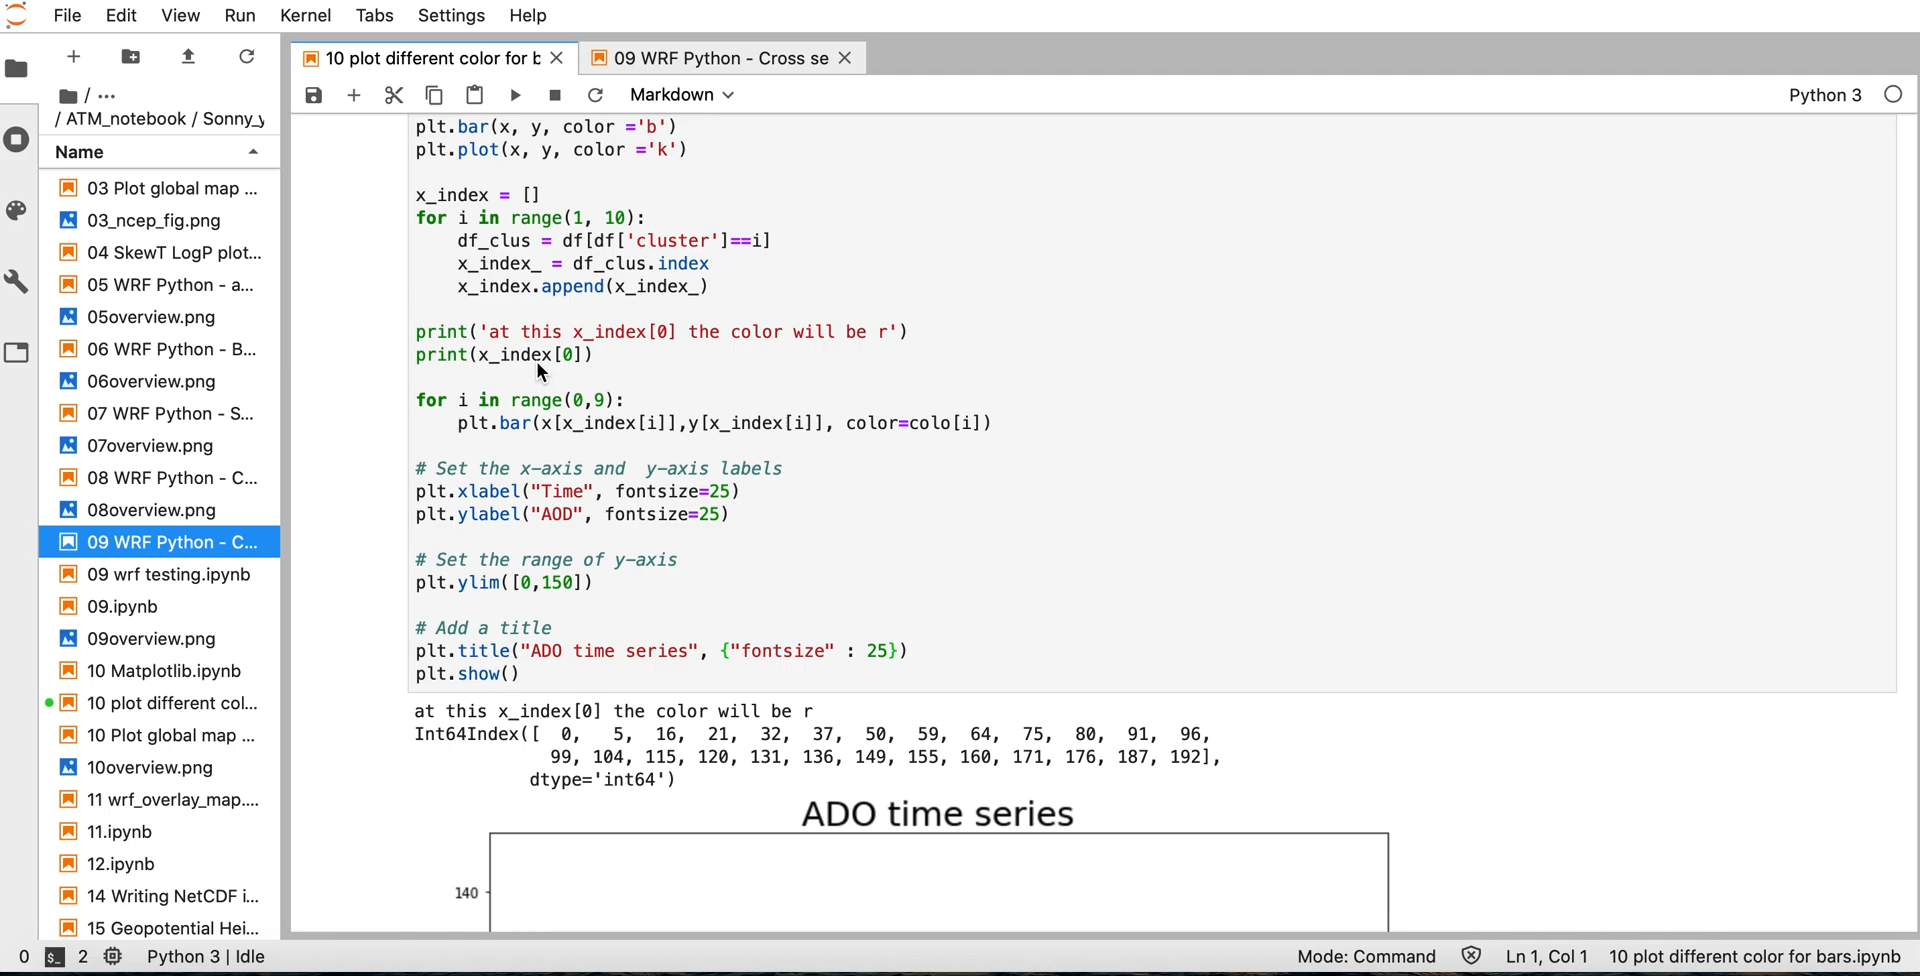 File Edit View Run Kernel Tabs Settings Help
10 plot different color for b
09 WRF Python - Cross se
/ ···
/ ATM_notebook / Sonny_y
Markdown
Python 3
Name
03 Plot global map ...
03_ncep_fig.png
04 SkewT LogP plot...
05 WRF Python - a...
05overview.png
06 WRF Python - B...
06overview.png
07 WRF Python - S...
07overview.png
08 WRF Python - C...
08overview.png
09 WRF Python - C...
09 wrf testing.ipynb
09.ipynb
09overview.png
10 Matplotlib.ipynb
10 plot different col...
10 Plot global map ...
10overview.png
11 wrf_overlay_map....
11.ipynb
12.ipynb
14 Writing NetCDF i...
15 Geopotential Hei...
plt.bar(x, y, color ='b')
plt.plot(x, y, color ='k')
x_index = []
for i in range(1, 10):
    df_clus = df[df['cluster']==i]
    x_index_ = df_clus.index
    x_index.append(x_index_)
print('at this x_index[0] the color will be r')
print(x_index[0])
for i in range(0,9):
    plt.bar(x[x_index[i]],y[x_index[i]], color=colo[i])
# Set the x-axis and  y-axis labels
plt.xlabel("Time", fontsize=25)
plt.ylabel("AOD", fontsize=25)
# Set the range of y-axis
plt.ylim([0,150])
# Add a title
plt.title("ADO time series", {"fontsize" : 25})
plt.show()
at this x_index[0] the color will be r
Int64Index([  0,   5,  16,  21,  32,  37,  50,  59,  64,  75,  80,  91,  96,
             99, 104, 115, 120, 131, 136, 149, 155, 160, 171, 176, 187, 192],
           dtype='int64')
ADO time series
140
0 $_ 2 Python 3 | Idle
Mode: Command Ln 1, Col 1 10 plot different color for bars.ipynb